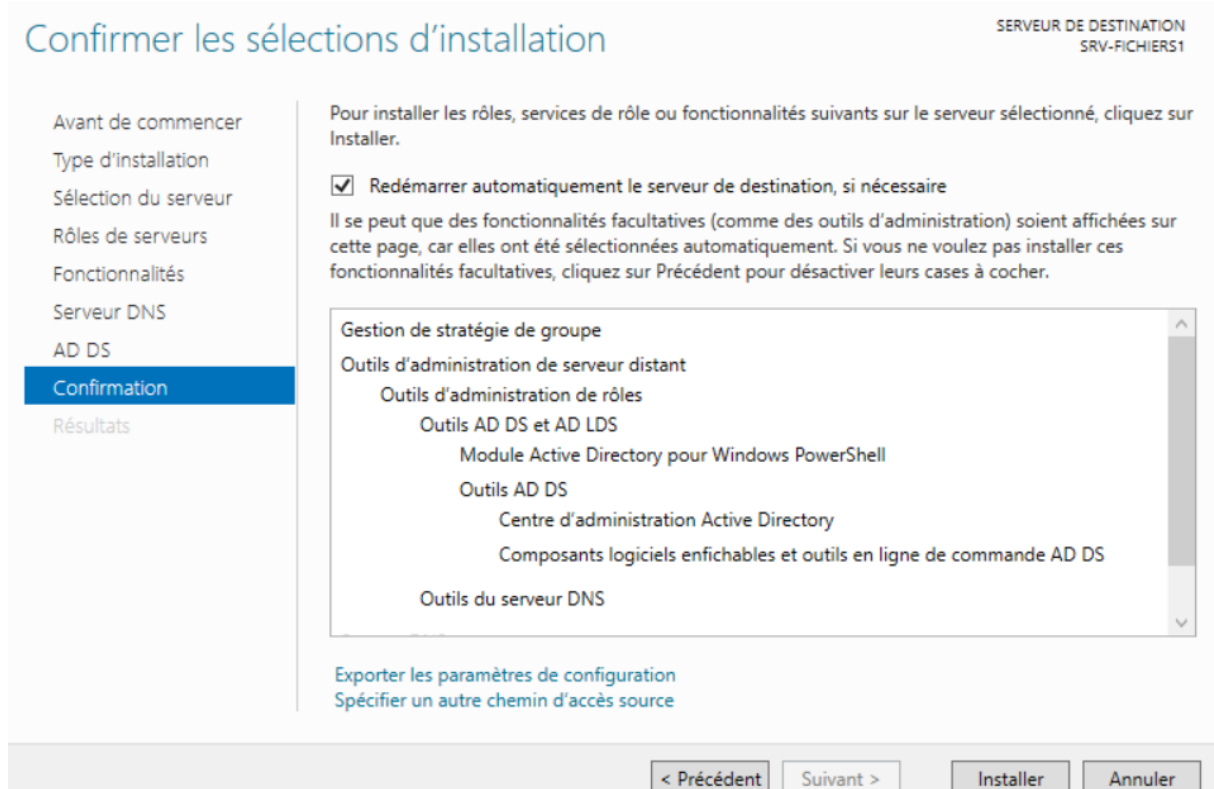 Confirmer les sélections d'installation
SERVEUR DE DESTINATION
SRV-FICHIERS1
Avant de commencer
Type d'installation
Sélection du serveur
Rôles de serveurs
Fonctionnalités
Serveur DNS
AD DS
Confirmation
Résultats
Pour installer les rôles, services de rôle ou fonctionnalités suivants sur le serveur sélectionné, cliquez sur
Installer.
Redémarrer automatiquement le serveur de destination, si nécessaire
Il se peut que des fonctionnalités facultatives (comme des outils d'administration) soient affichées sur
cette page, car elles ont été sélectionnées automatiquement. Si vous ne voulez pas installer ces
fonctionnalités facultatives, cliquez sur Précédent pour désactiver leurs cases à cocher.
Gestion de stratégie de groupe
Outils d'administration de serveur distant
Outils d'administration de rôles
Outils AD DS et AD LDS
Module Active Directory pour Windows PowerShell
Outils AD DS
Centre d'administration Active Directory
Composants logiciels enfichables et outils en ligne de commande AD DS
Outils du serveur DNS
Exporter les paramètres de configuration
Spécifier un autre chemin d'accès source
< Précédent
Suivant >
Installer
Annuler